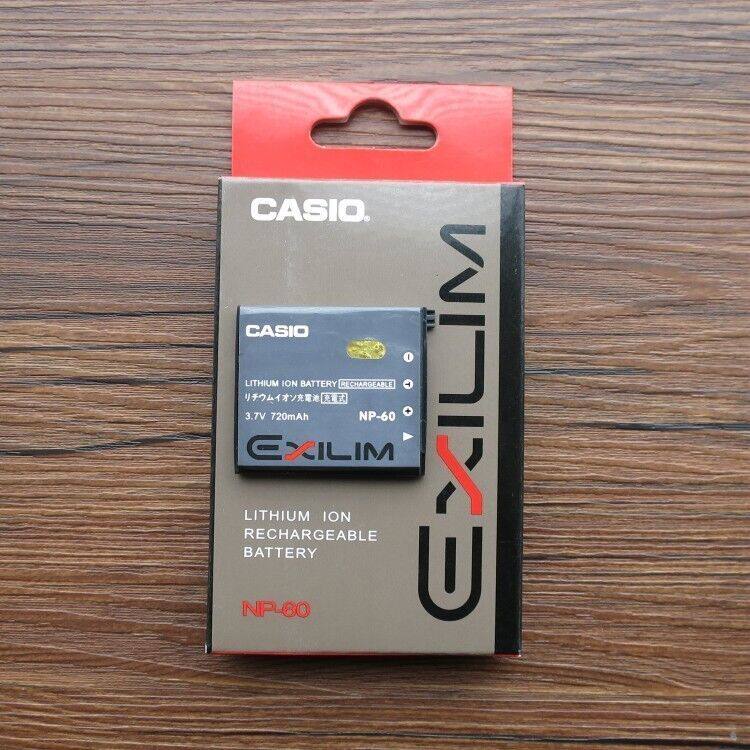 CASIO®
EXILIM
CASIO
LITHIUM ION BATTERY RECHARGEABLE
リチウムイオン充電池 充電式
3.7V 720mAh NP-60
EXILIM
T
LITHIUM ION
RECHARGEABLE
BATTERY
NP-60